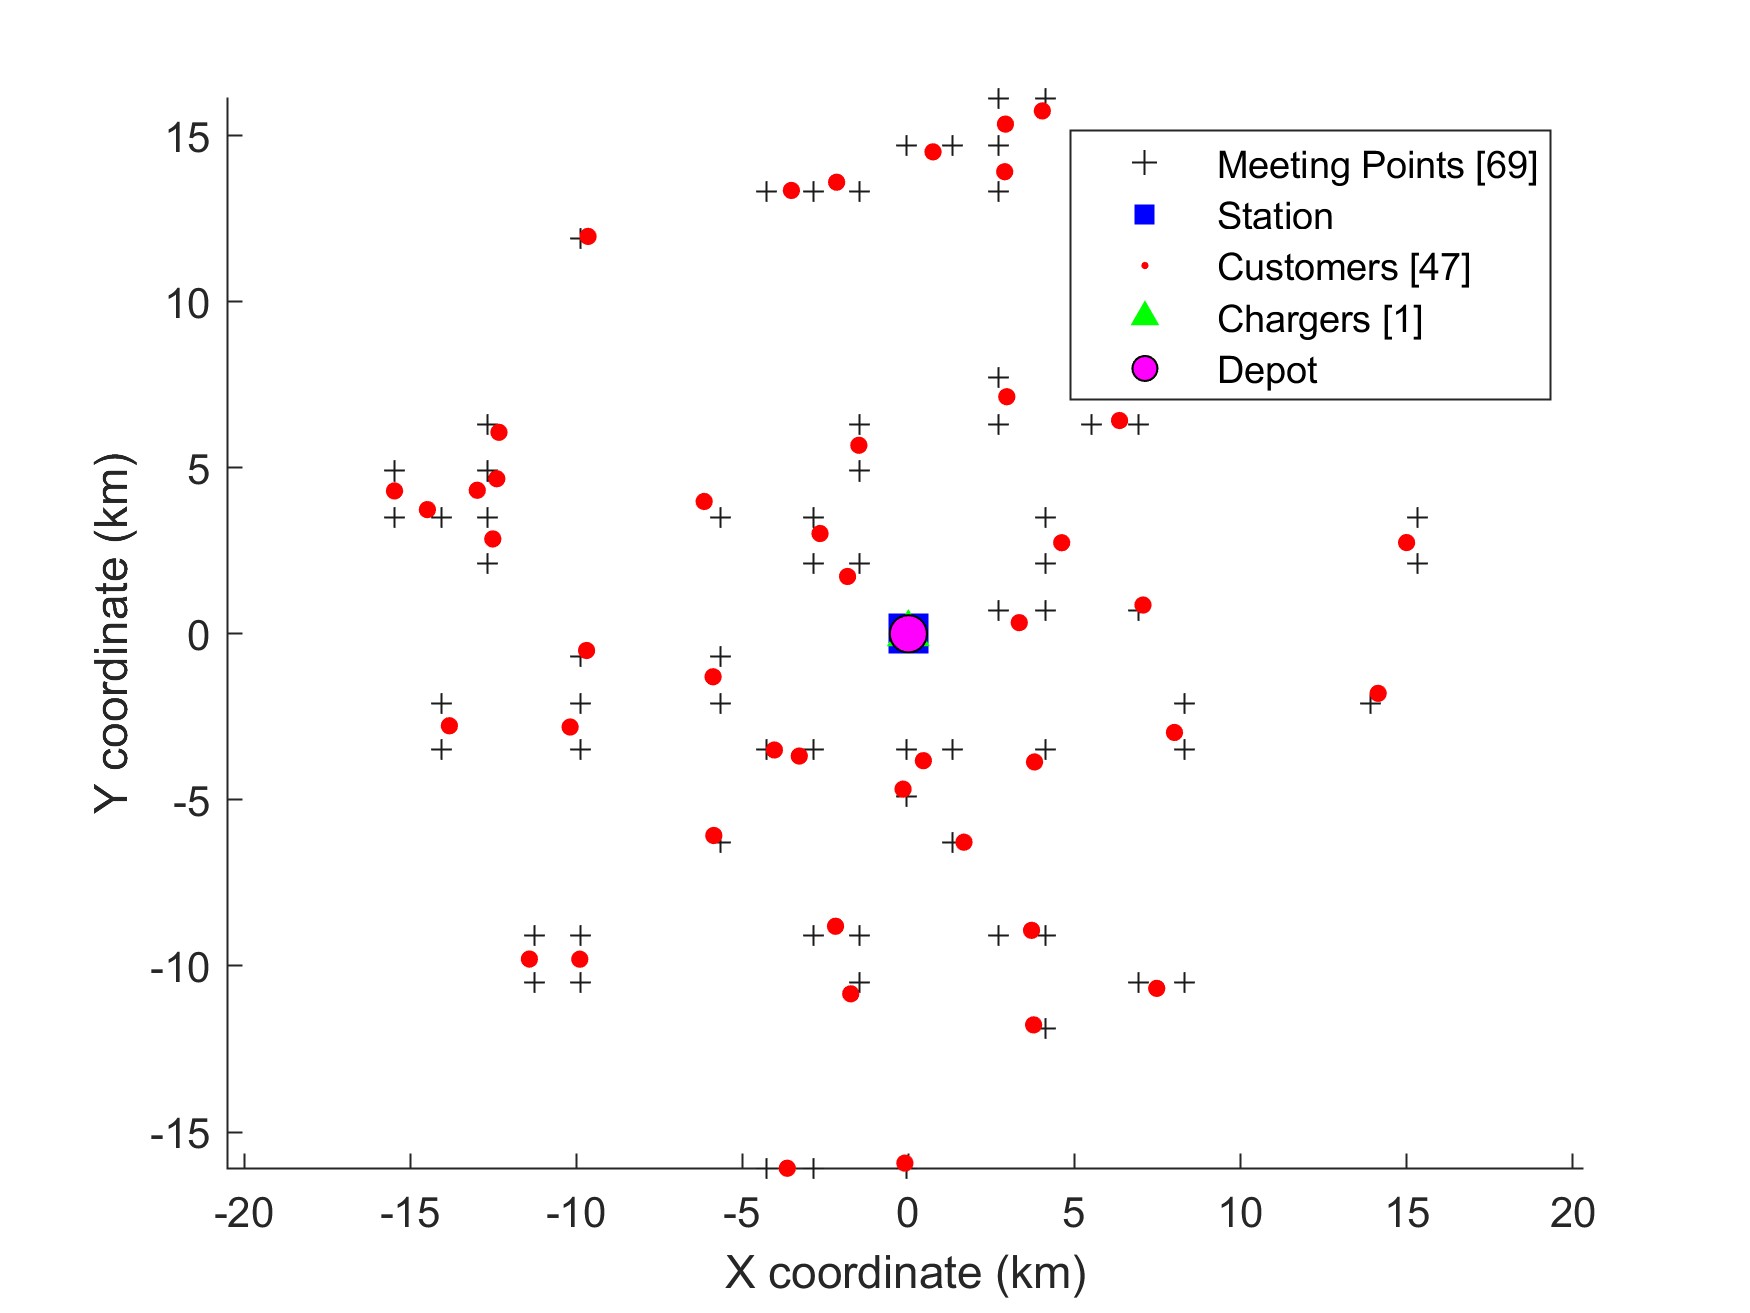 15
10
5
0
-5
-10
-15
Y coordinate (km)
Meeting Points [69]
Station
Customers [47]
Chargers [1]
Depot
-20 -15 -10 -5 0 5 10 15 20
X coordinate (km)